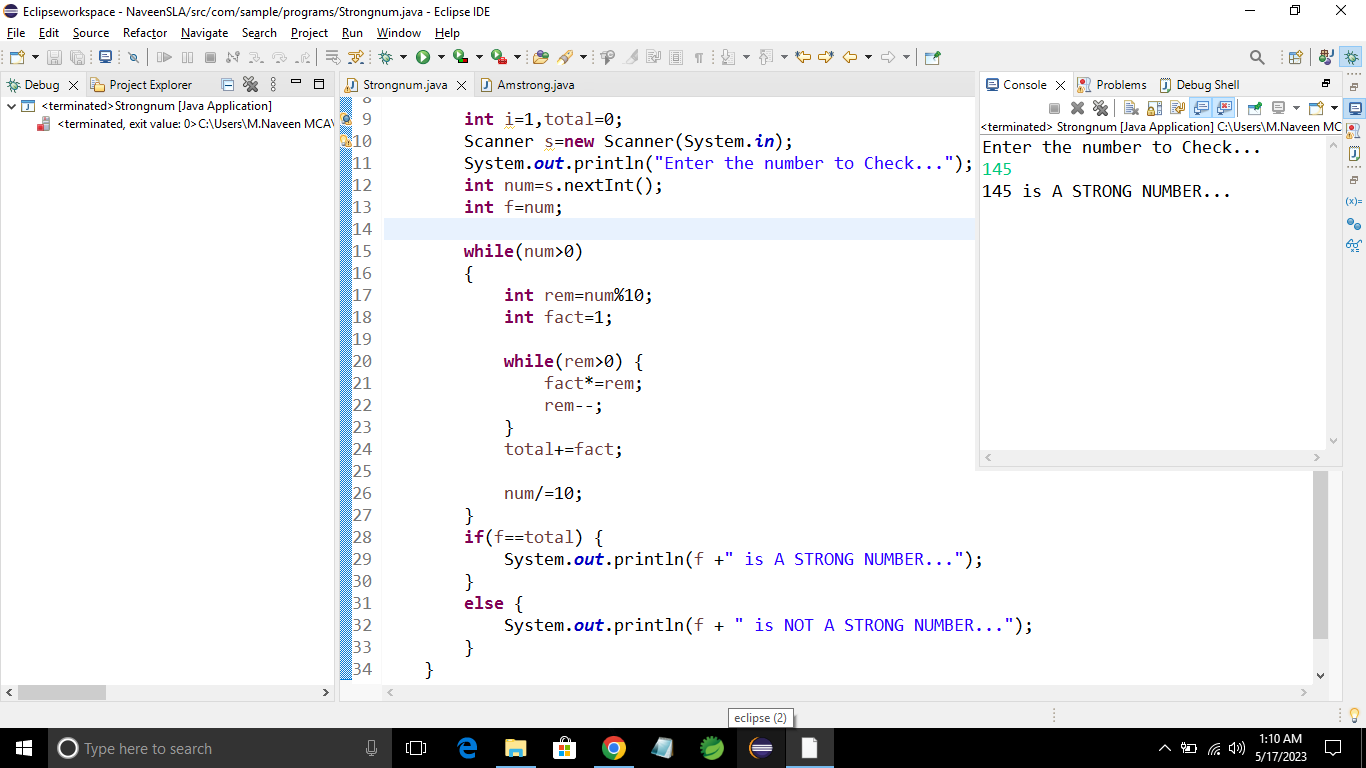 Eclipseworkspace - NaveenSLA/src/com/sample/programs/Strongnum.java - Eclipse IDE
File Edit Source Refactor Navigate Search Project Run Window Help
Debug Project Explorer
<terminated>Strongnum [Java Application]
<terminated, exit value: 0>C:\Users\M.Naveen MCA\
Strongnum.java Amstrong.java
8
9 int i=1,total=0;
10 Scanner s=new Scanner(System.in);
11 System.out.println("Enter the number to Check...");
12 int num=s.nextInt();
13 int f=num;
14
15 while(num>0)
16 {
17 int rem=num%10;
18 int fact=1;
19
20 while(rem>0) {
21 fact*=rem;
22 rem--;
23 }
24 total+=fact;
25
26 num/=10;
27 }
28 if(f==total) {
29 System.out.println(f +" is A STRONG NUMBER...");
30 }
31 else {
32 System.out.println(f + " is NOT A STRONG NUMBER...");
33 }
34 }
Console Problems Debug Shell
<terminated> Strongnum [Java Application] C:\Users\M.Naveen MC
Enter the number to Check...
145
145 is A STRONG NUMBER...
(x)=
eclipse (2)
Type here to search
1:10 AM
5/17/2023